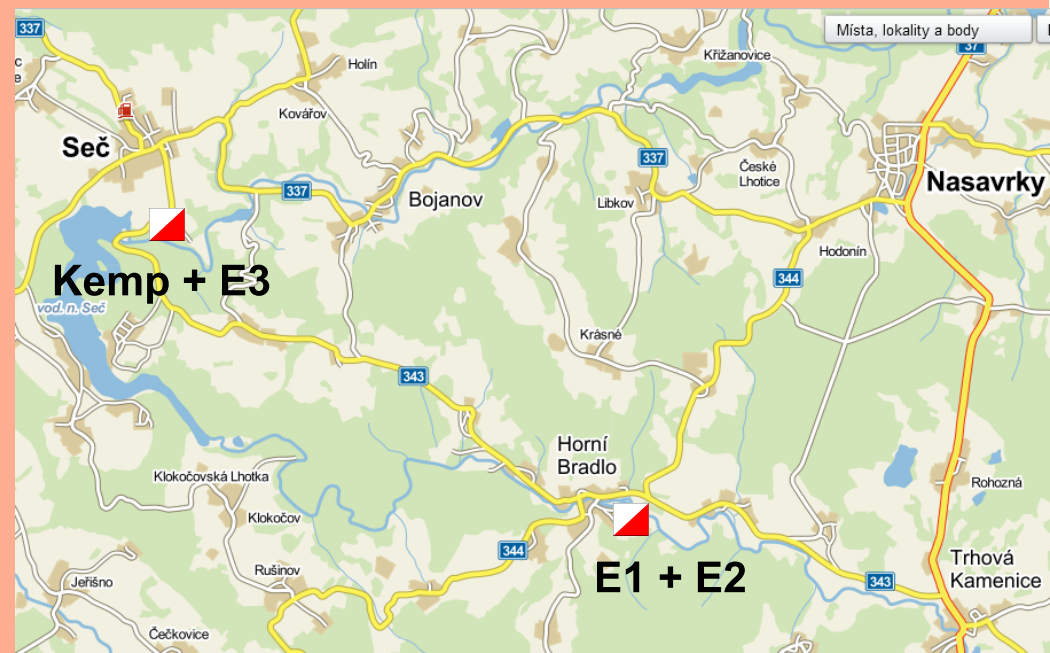 337
Místa, lokality a body
37
Křižanovice
Holín
Kovářov
Seč
337
České
Lhotice
Nasavrky
337
Bojanov
Libkov
Hodonín
344
Kemp + E3
vod. n. Seč
Krásné
343
Horní
Bradlo
Klokočovská Lhotka
Rohozná
Klokočov
344
Trhová
Kamenice
Rušinov
E1 + E2
343
Jeřišno
Čečkovice